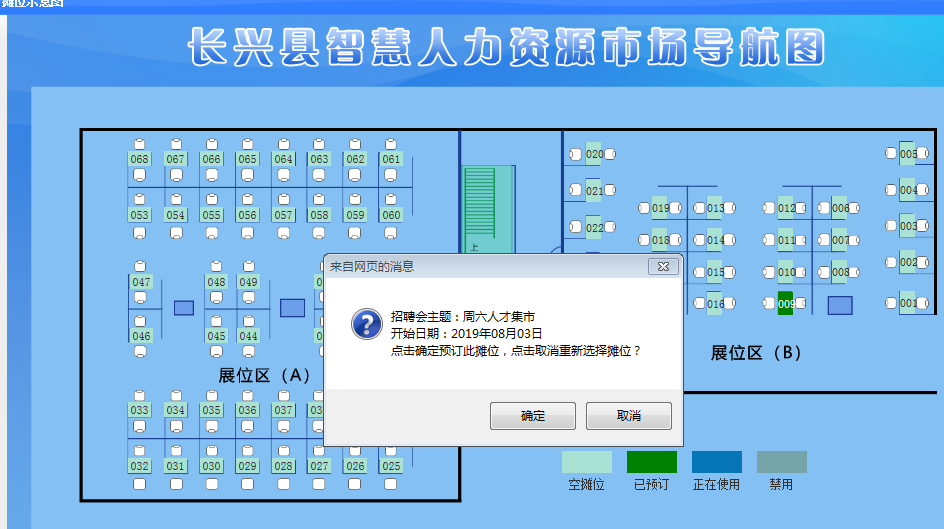 摊位示意图
长兴县智慧人力资源市场导航图
068 067 066 065 064 063 062 061
053 054 055 056 057 058 059 060
047 048 049
046 045 044
展位区（A）
033 034 035 036 037
032 031 030 029 028 027 026 025
上
020
021
022
019 013
018 014
015
016
012 006
011 007
010 008
009
005
004
003
002
001
展位区（B）
来自网页的消息
招聘会主题：周六人才集市
开始日期：2019年08月03日
点击确定预订此摊位，点击取消重新选择摊位？
确定 取消
空摊位 已预订 正在使用 禁用